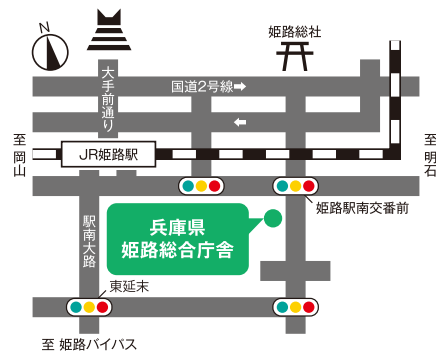 N
姫路総社
国道2号線
大手前通り
JR姫路駅
至 岡山
至 明石
姫路駅南交番前
駅南大路
兵庫県
姫路総合庁舎
東延末
至 姫路バイパス